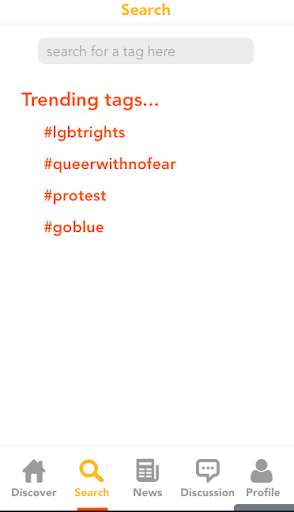 Search
search for a tag here
Trending tags...
#lgbtrights
#queerwithnofear
#protest
#goblue
Discover Search News Discussion Profile